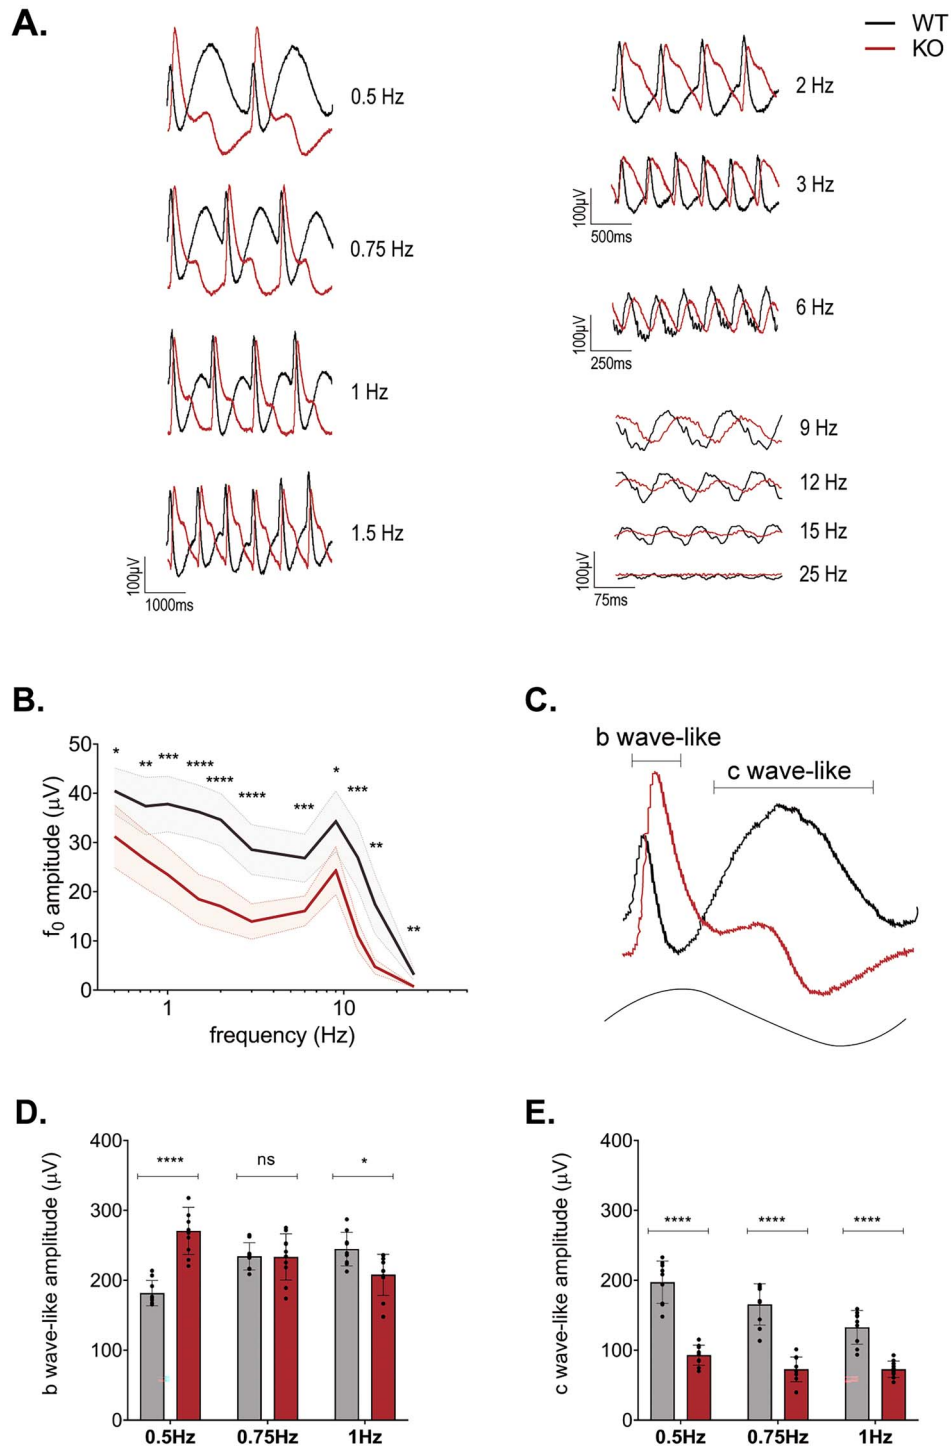 A.
WT
KO
0.5 Hz
0.75 Hz
1 Hz
1.5 Hz
100µV
1000ms
2 Hz
3 Hz
100µV
500ms
6 Hz
100µV
250ms
9 Hz
12 Hz
15 Hz
25 Hz
100µV
75ms
B.
f0 amplitude (µV)
50
40
30
20
10
0
* ** *** **** **** **** *** * *** ** **
1 10
frequency (Hz)
C.
b wave-like
c wave-like
D.
b wave-like amplitude (µV)
400
300
200
100
0
**** ns *
0.5Hz 0.75Hz 1Hz
E.
c wave-like amplitude (µV)
400
300
200
100
0
**** **** ****
0.5Hz 0.75Hz 1Hz